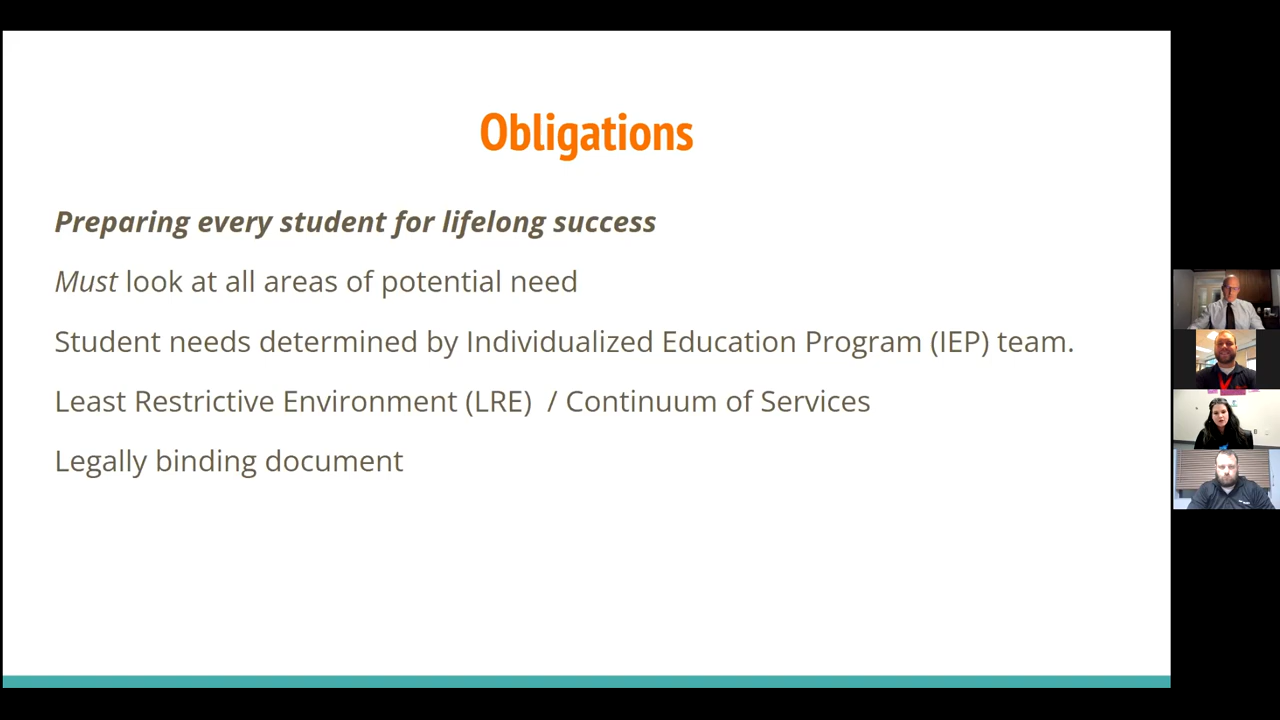 Obligations
Preparing every student for lifelong success
Must look at all areas of potential need
Student needs determined by Individualized Education Program (IEP) team.
Least Restrictive Environment (LRE) / Continuum of Services
Legally binding document